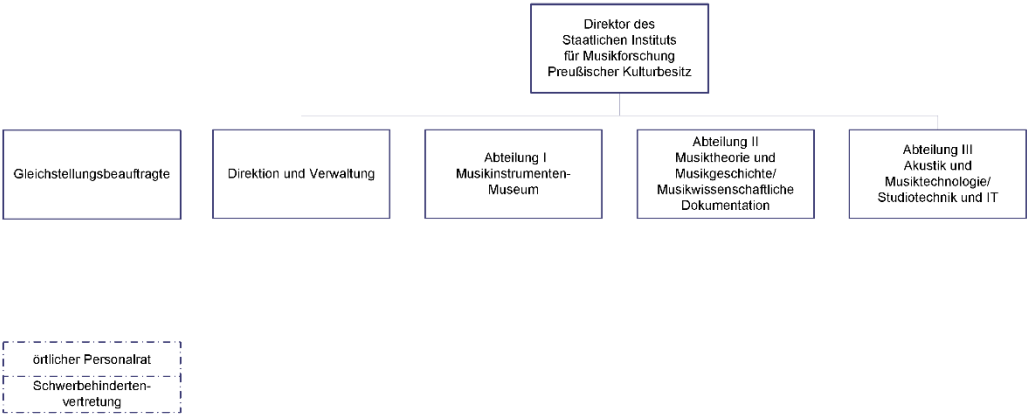 Direktor des
Staatlichen Instituts
für Musikforschung
Preußischer Kulturbesitz
Gleichstellungsbeauftragte
Direktion und Verwaltung
Abteilung I
Musikinstrumenten-
Museum
Abteilung II
Musiktheorie und
Musikgeschichte/
Musikwissenschaftliche
Dokumentation
Abteilung III
Akustik und
Musiktechnologie/
Studiotechnik und IT
örtlicher Personalrat
Schwerbehinderten-
vertretung